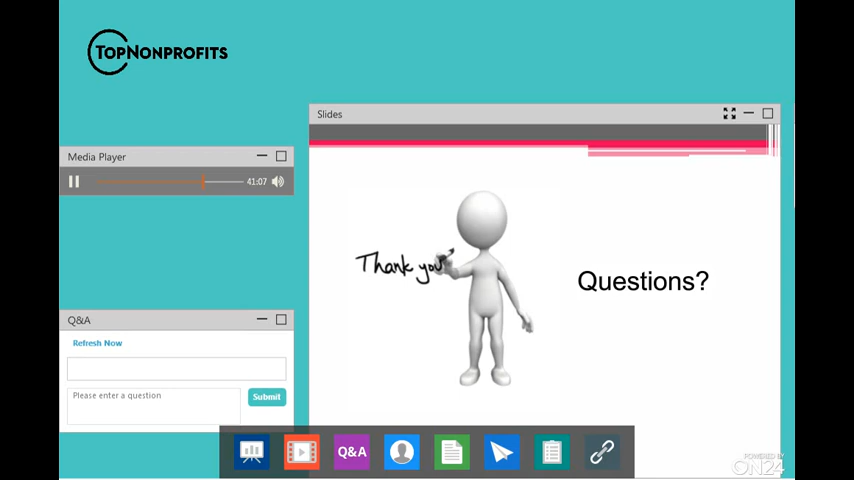 TOPNONPROFITS
Slides
Media Player
41:07
Thank you
Questions?
Q&A
Refresh Now
Please enter a question
Submit
Q&A
POWERED BY
ON24